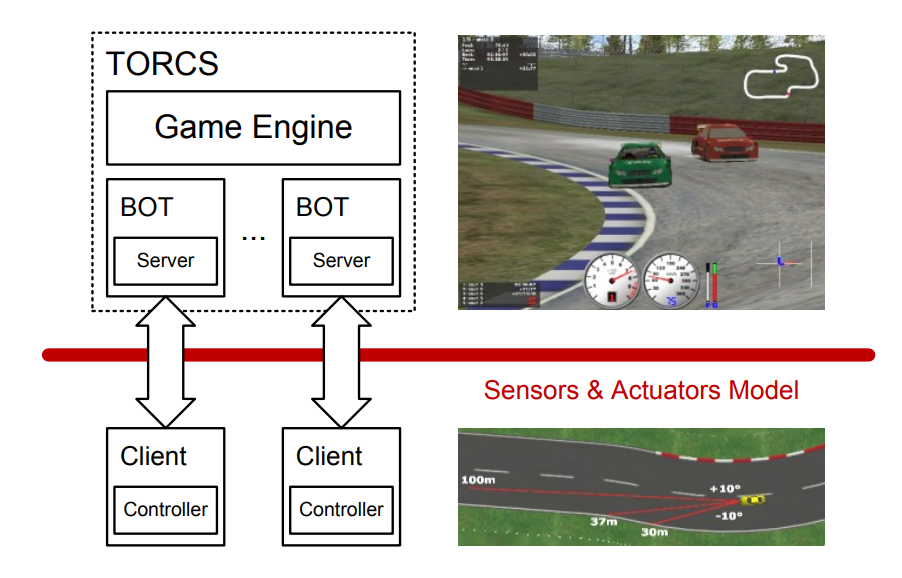 TORCS
Game Engine
BOT
Server
...
BOT
Server
Client
Controller
Client
Controller
75
Sensors & Actuators Model
100m
+10°
-10°
37m
30m